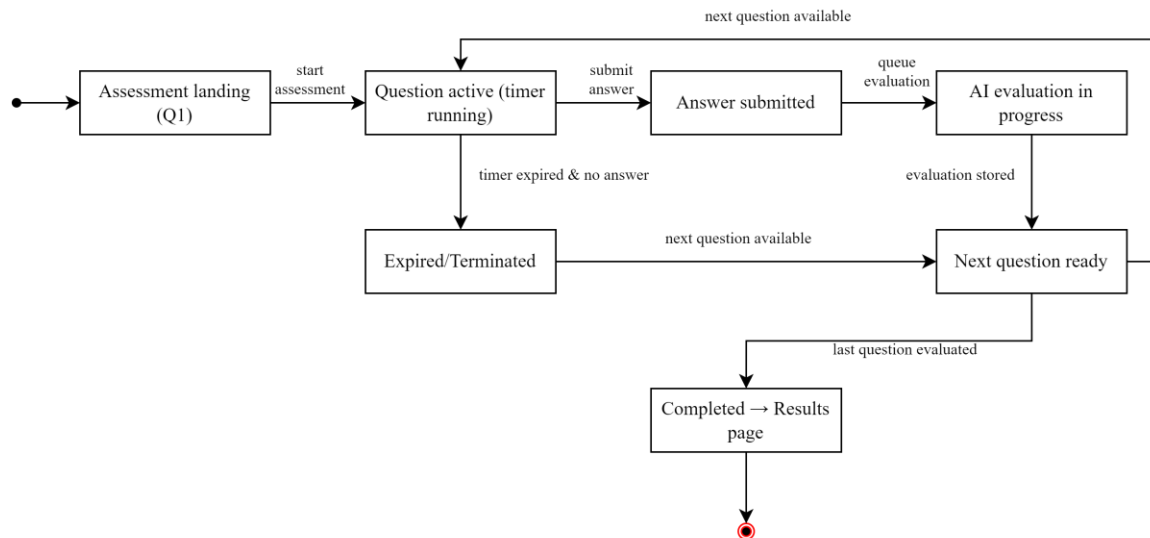 next question available
Assessment landing
(Q1)
start
assessment
Question active (timer
running)
submit
answer
Answer submitted
queue
evaluation
AI evaluation in
progress
timer expired & no answer
evaluation stored
Expired/Terminated
next question available
Next question ready
last question evaluated
Completed → Results
page